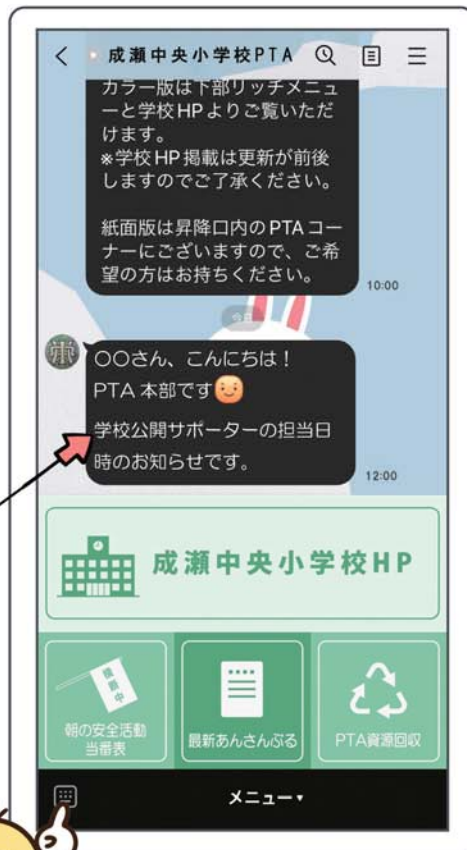 成瀬中央小学校PTA
カラー版は下部リッチメニュ
ーと学校HPよりご覧いただ
けます。
※学校HP掲載は更新が前後
しますのでご了承ください。
紙面版は昇降口内のPTAコー
ナーにございますので、ご希
望の方はお持ちください。
10:00
今日
〇〇さん、こんにちは！
PTA本部です
学校公開サポーターの担当日
時のお知らせです。
12:00
成瀬中央小学校HP
横断中
朝の安全活動
当番表
最新あんさんぶる
PTA資源回収
メニュー▾